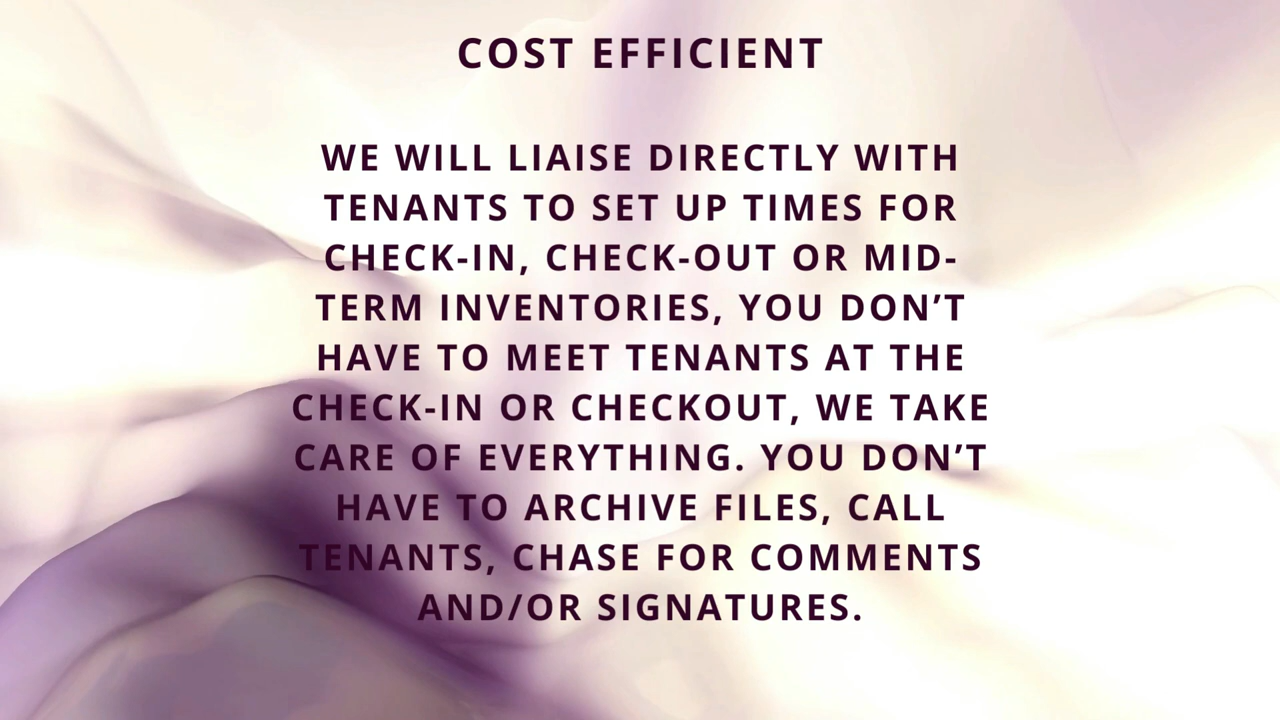 COST EFFICIENT
WE WILL LIAISE DIRECTLY WITH
TENANTS TO SET UP TIMES FOR
CHECK-IN, CHECK-OUT OR MID-
TERM INVENTORIES, YOU DON’T
HAVE TO MEET TENANTS AT THE
CHECK-IN OR CHECKOUT, WE TAKE
CARE OF EVERYTHING. YOU DON’T
HAVE TO ARCHIVE FILES, CALL
TENANTS, CHASE FOR COMMENTS
AND/OR SIGNATURES.